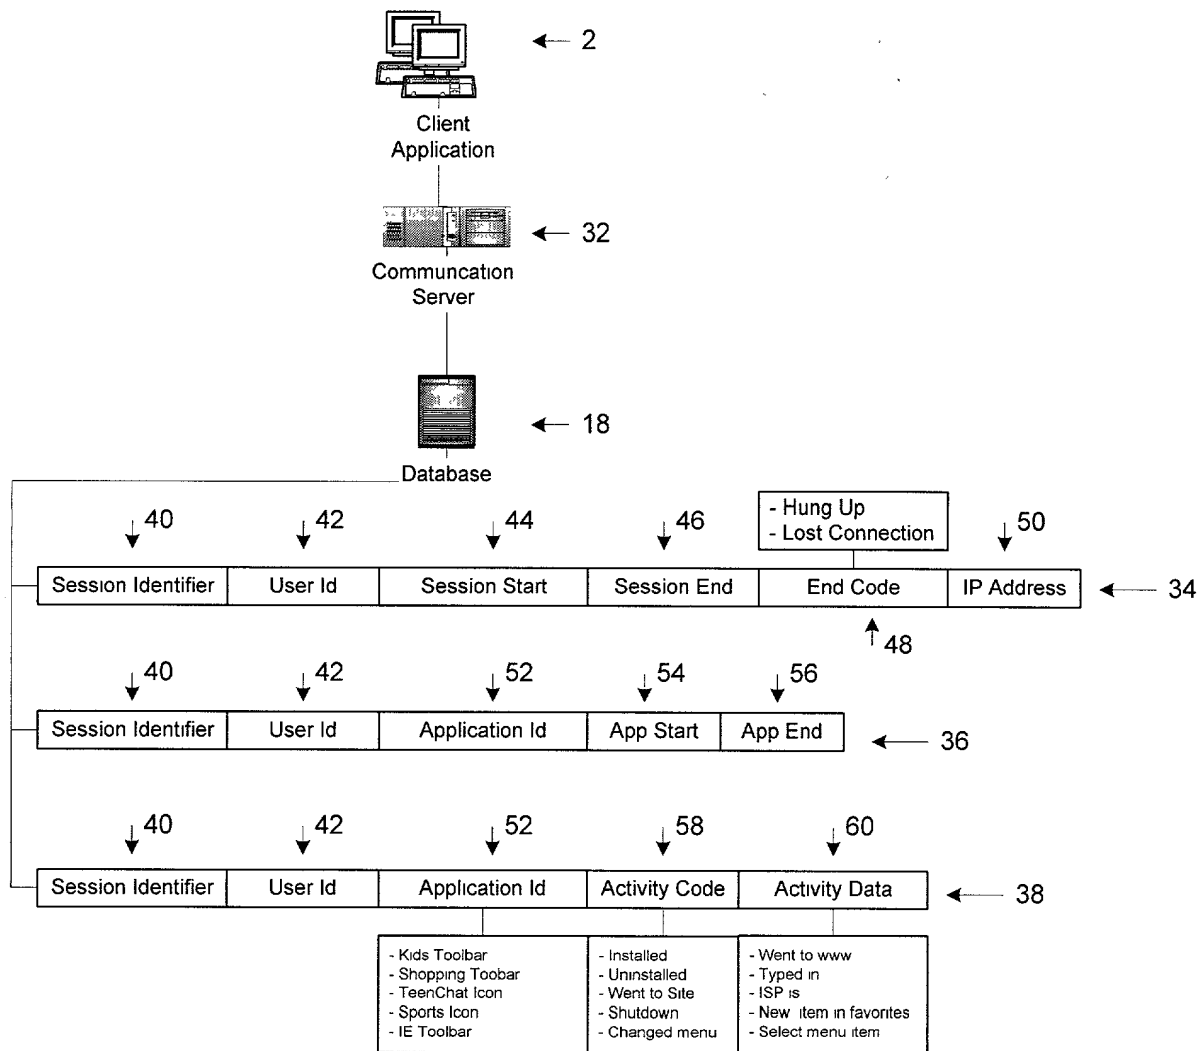 2
Client
Application
32
Communcation
Server
18
Database
- Hung Up
- Lost Connection
40 42 44 46 50
Session Identifier User Id Session Start Session End End Code IP Address
34
48
40 42 52 54 56
Session Identifier User Id Application Id App Start App End
36
40 42 52 58 60
Session Identifier User Id Application Id Activity Code Activity Data
38
- Kids Toolbar
- Shopping Toobar
- TeenChat Icon
- Sports Icon
- IE Toolbar
- Installed
- Uninstalled
- Went to Site
- Shutdown
- Changed menu
- Went to www
- Typed in
- ISP is
- New item in favorites
- Select menu item